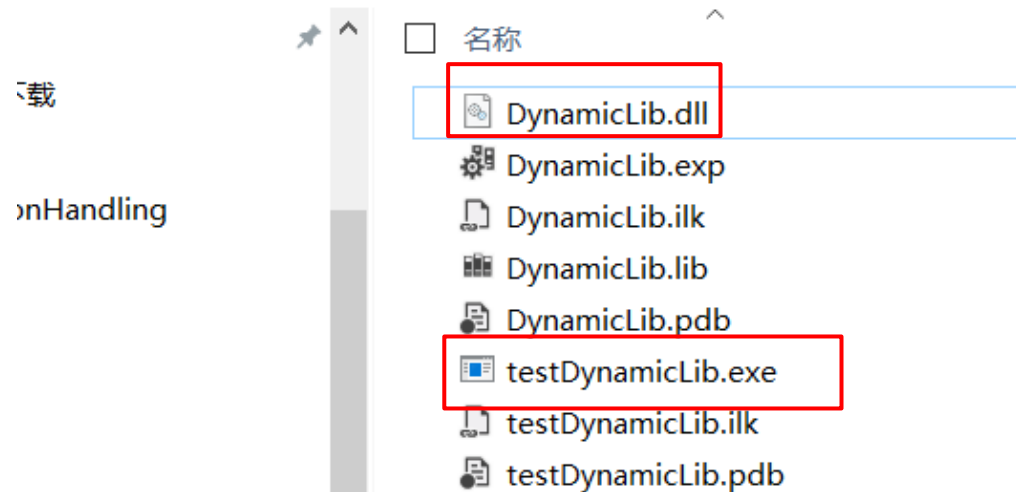 名称
下载
DynamicLib.dll
DynamicLib.exp
onHandling
DynamicLib.ilk
DynamicLib.lib
DynamicLib.pdb
testDynamicLib.exe
testDynamicLib.ilk
testDynamicLib.pdb